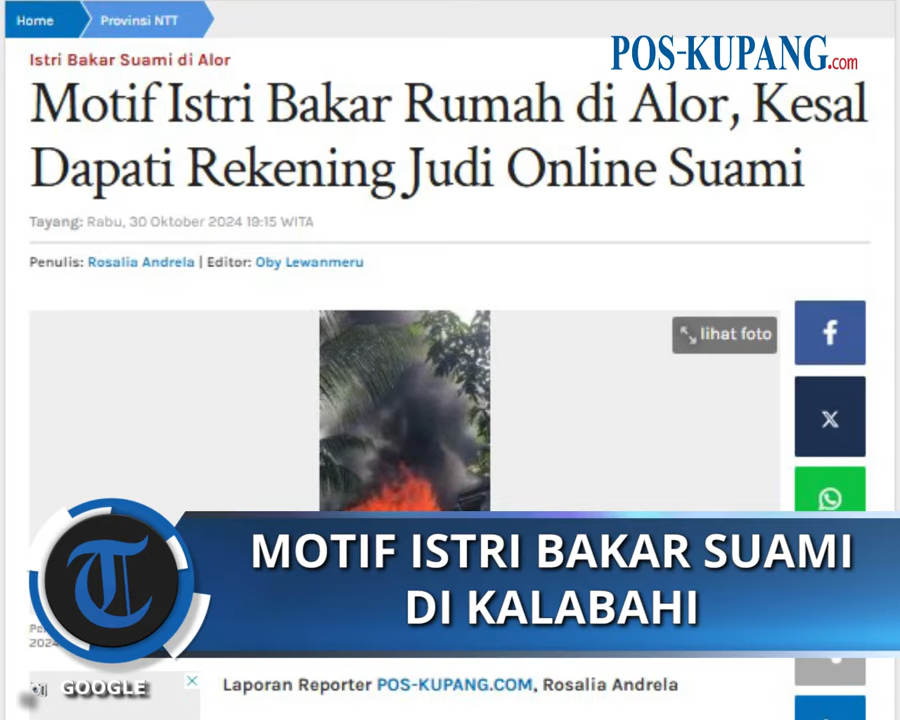 Home
Provinsi NTT
POS-KUPANG.com
Istri Bakar Suami di Alor
Motif Istri Bakar Rumah di Alor, Kesal
Dapati Rekening Judi Online Suami
Tayang: Rabu, 30 Oktober 2024 19:15 WITA
Penulis: Rosalia Andrela | Editor: Oby Lewanmeru
lihat foto
MOTIF ISTRI BAKAR SUAMI
DI KALABAHI
2024
GOOGLE
Laporan Reporter POS-KUPANG.COM, Rosalia Andrela